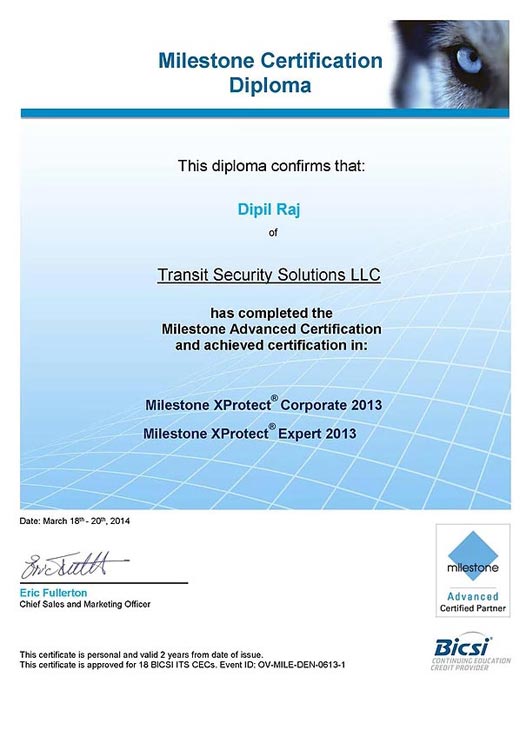 Milestone Certification
Diploma
This diploma confirms that:
Dipil Raj
of
Transit Security Solutions LLC
has completed the
Milestone Advanced Certification
and achieved certification in:
Milestone XProtect® Corporate 2013
Milestone XProtect® Expert 2013
Date: March 18th - 20th, 2014
Eric Fullerton
Chief Sales and Marketing Officer
milestone
Advanced
Certified Partner
This certificate is personal and valid 2 years from date of issue.
This certificate is approved for 18 BICSI ITS CECs. Event ID: OV-MILE-DEN-0613-1
Bicsi®
CONTINUING EDUCATION
CREDIT PROVIDER